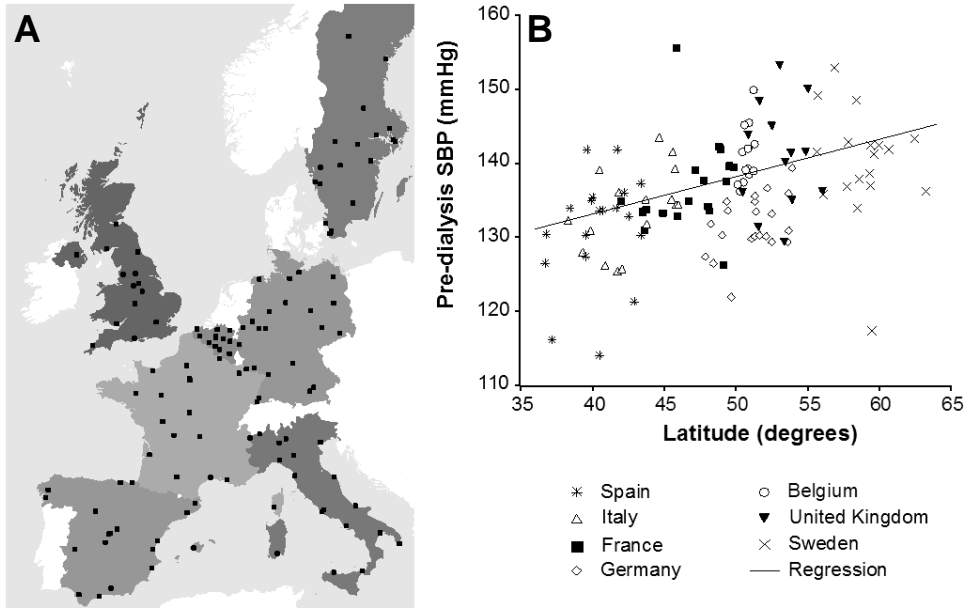 A
B
Pre-dialysis SBP (mmHg)
160
150
140
130
120
110
35
40
45
50
55
60
65
Latitude (degrees)
Spain
Italy
France
Germany
Belgium
United Kingdom
Sweden
Regression